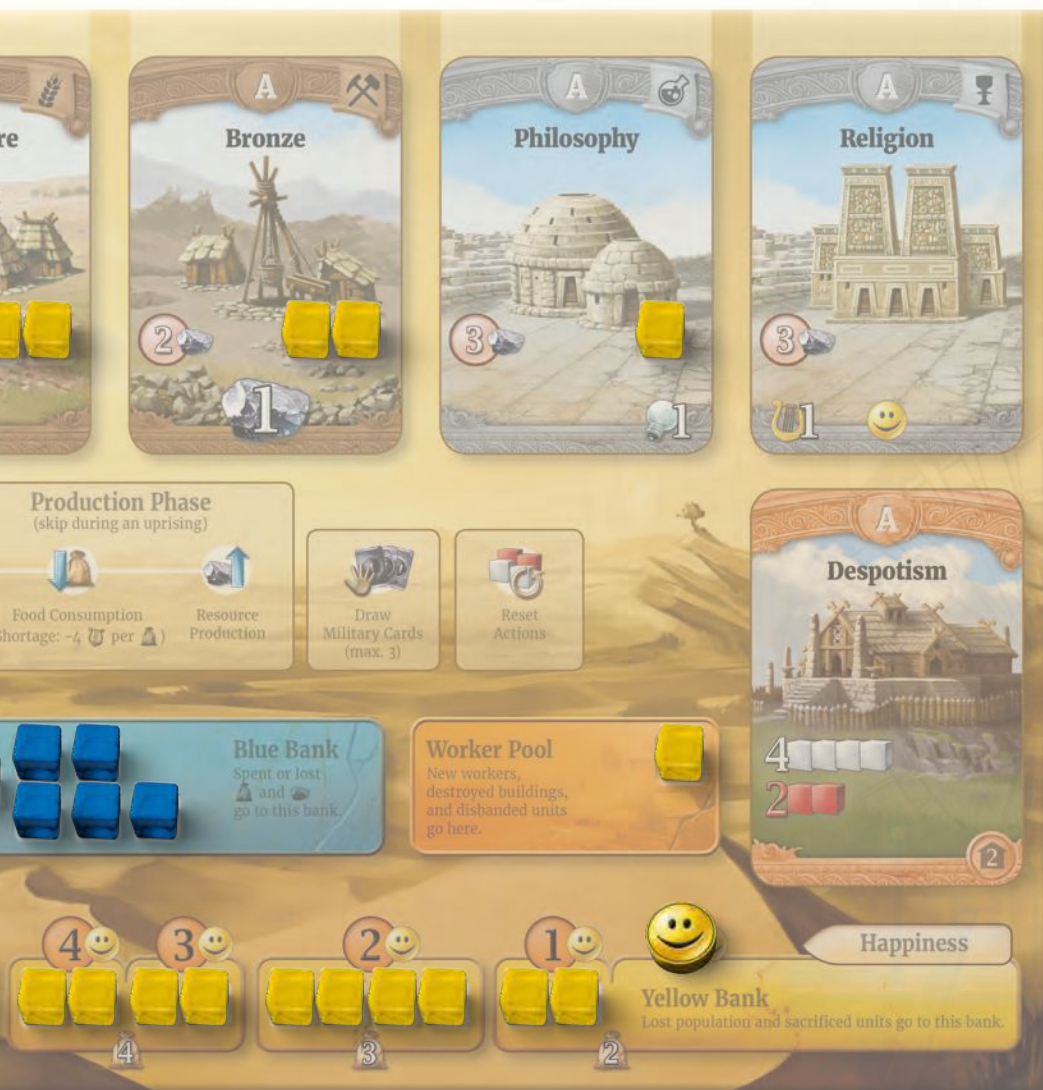 A
A
A
re
Bronze
Philosophy
Religion
2
3
3
1
1
1
Production Phase
(skip during an uprising)
Food Consumption
Shortage: -4 per )
Resource
Production
Draw
Military Cards
(max. 3)
Reset
Actions
A
Despotism
4
2
2
Blue Bank
Spent or lost
and
go to this bank.
Worker Pool
New workers,
destroyed buildings,
and disbanded units
go here.
4
3
2
1
Happiness
Yellow Bank
Lost population and sacrificed units go to this bank.
4
3
2